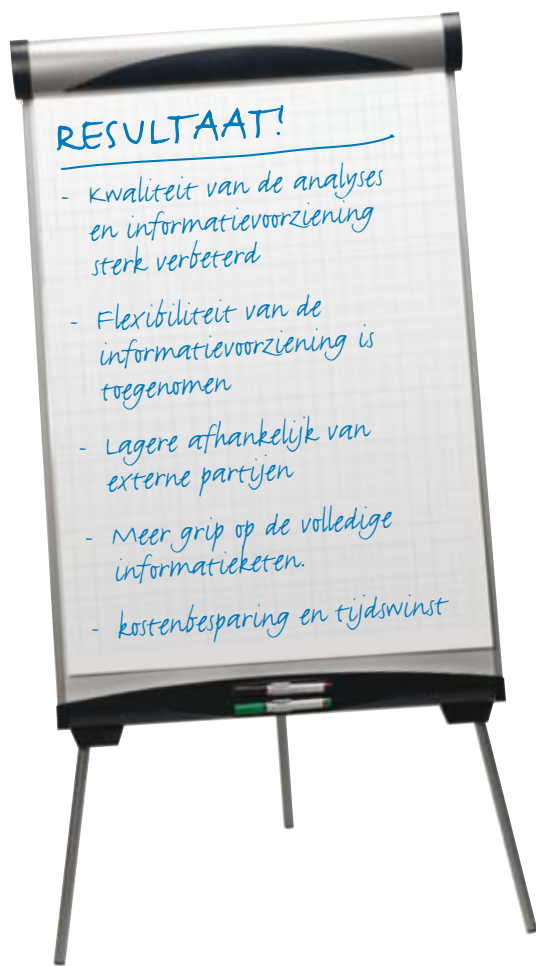 RESULTAAT!
- Kwaliteit van de analyses
en informatievoorziening
sterk verbeterd
- Flexibiliteit van de
informatievoorziening is
toegenomen
- Lagere afhankelijk van
externe partijen
- Meer grip op de volledige
informatieketen.
- kostenbesparing en tijdswinst